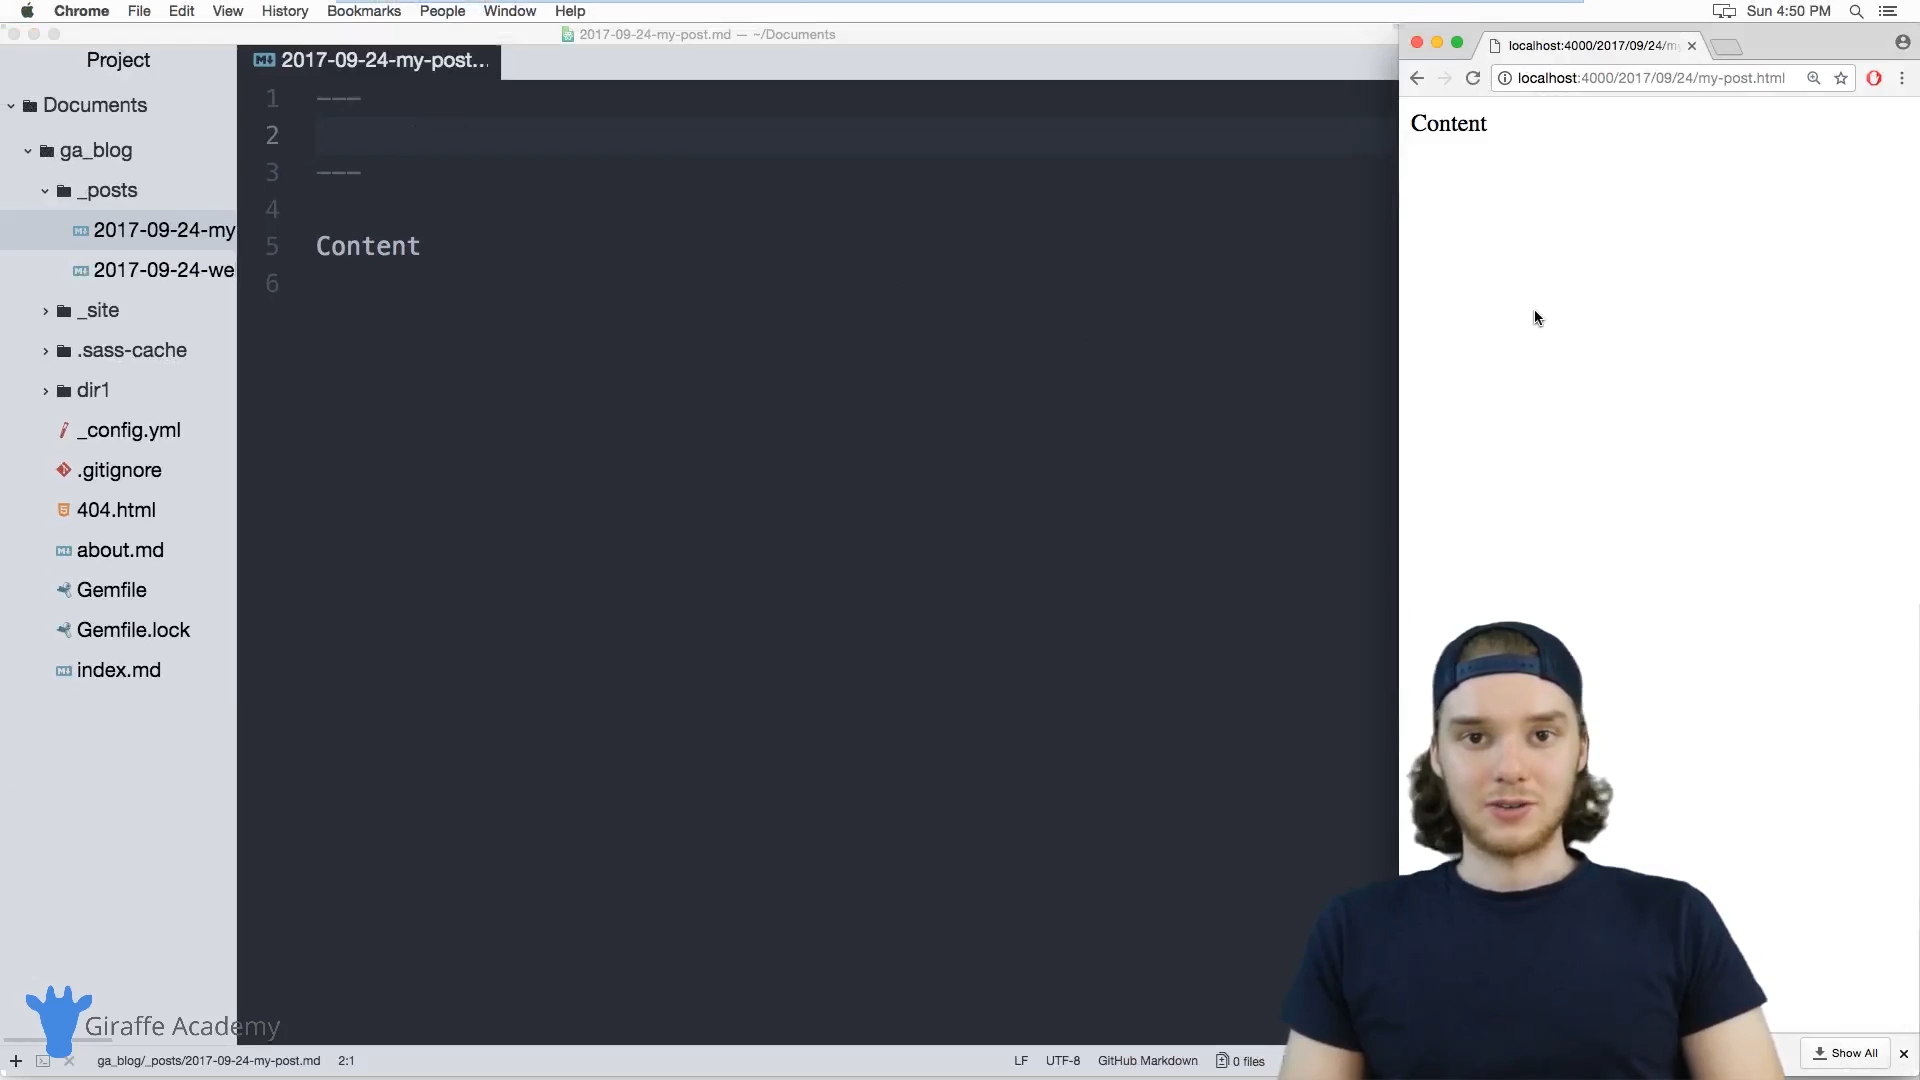 Chrome File Edit View History Bookmarks People Window Help Sun 4:50 PM
2017-09-24-my-post.md — ~/Documents
Project
Documents
ga_blog
_posts
2017-09-24-my
2017-09-24-we
_site
.sass-cache
dir1
_config.yml
.gitignore
404.html
about.md
Gemfile
Gemfile.lock
index.md
2017-09-24-my-post...
1 ---
2
3 ---
4
5 Content
6
localhost:4000/2017/09/24/my
localhost:4000/2017/09/24/my-post.html
Content
Giraffe Academy
ga_blog/_posts/2017-09-24-my-post.md 2:1 LF UTF-8 GitHub Markdown 0 files
Show All